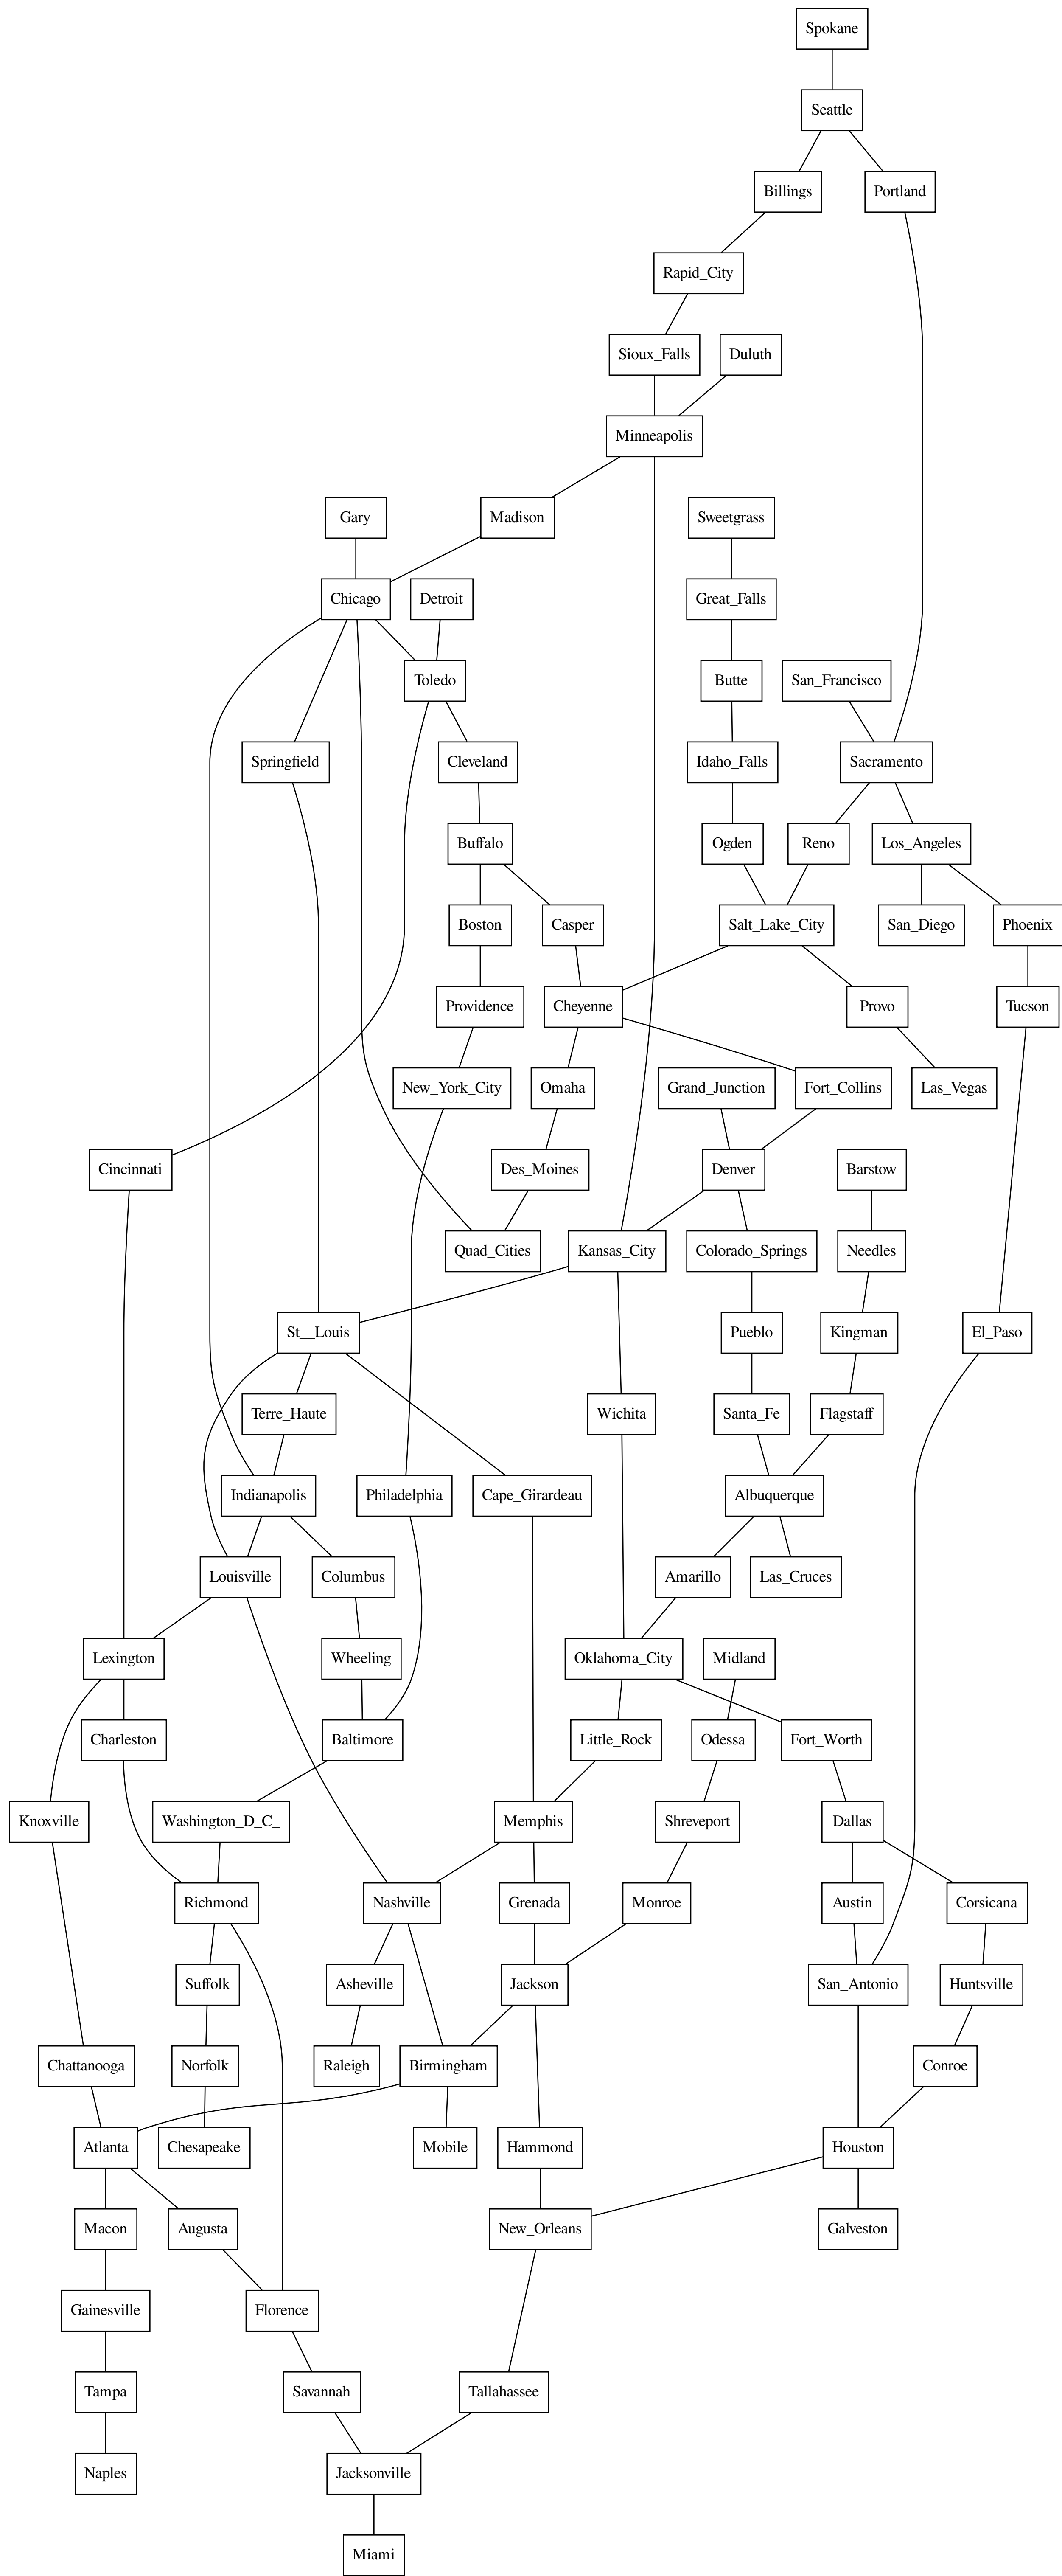 Spokane
Seattle
Billings
Portland
Rapid_City
Sioux_Falls
Duluth
Minneapolis
Gary
Madison
Sweetgrass
Chicago
Detroit
Great_Falls
Toledo
Butte
San_Francisco
Springfield
Cleveland
Idaho_Falls
Sacramento
Buffalo
Ogden
Reno
Los_Angeles
Boston
Casper
Salt_Lake_City
San_Diego
Phoenix
Providence
Cheyenne
Provo
Tucson
New_York_City
Omaha
Grand_Junction
Fort_Collins
Las_Vegas
Cincinnati
Des_Moines
Denver
Barstow
Quad_Cities
Kansas_City
Colorado_Springs
Needles
St__Louis
Pueblo
Kingman
El_Paso
Terre_Haute
Wichita
Santa_Fe
Flagstaff
Indianapolis
Philadelphia
Cape_Girardeau
Albuquerque
Louisville
Columbus
Amarillo
Las_Cruces
Lexington
Wheeling
Oklahoma_City
Midland
Charleston
Baltimore
Little_Rock
Odessa
Fort_Worth
Knoxville
Washington_D_C_
Memphis
Shreveport
Dallas
Richmond
Nashville
Grenada
Monroe
Austin
Corsicana
Suffolk
Asheville
Jackson
San_Antonio
Huntsville
Chattanooga
Norfolk
Raleigh
Birmingham
Conroe
Atlanta
Chesapeake
Mobile
Hammond
Houston
Macon
Augusta
New_Orleans
Galveston
Gainesville
Florence
Tampa
Savannah
Tallahassee
Naples
Jacksonville
Miami